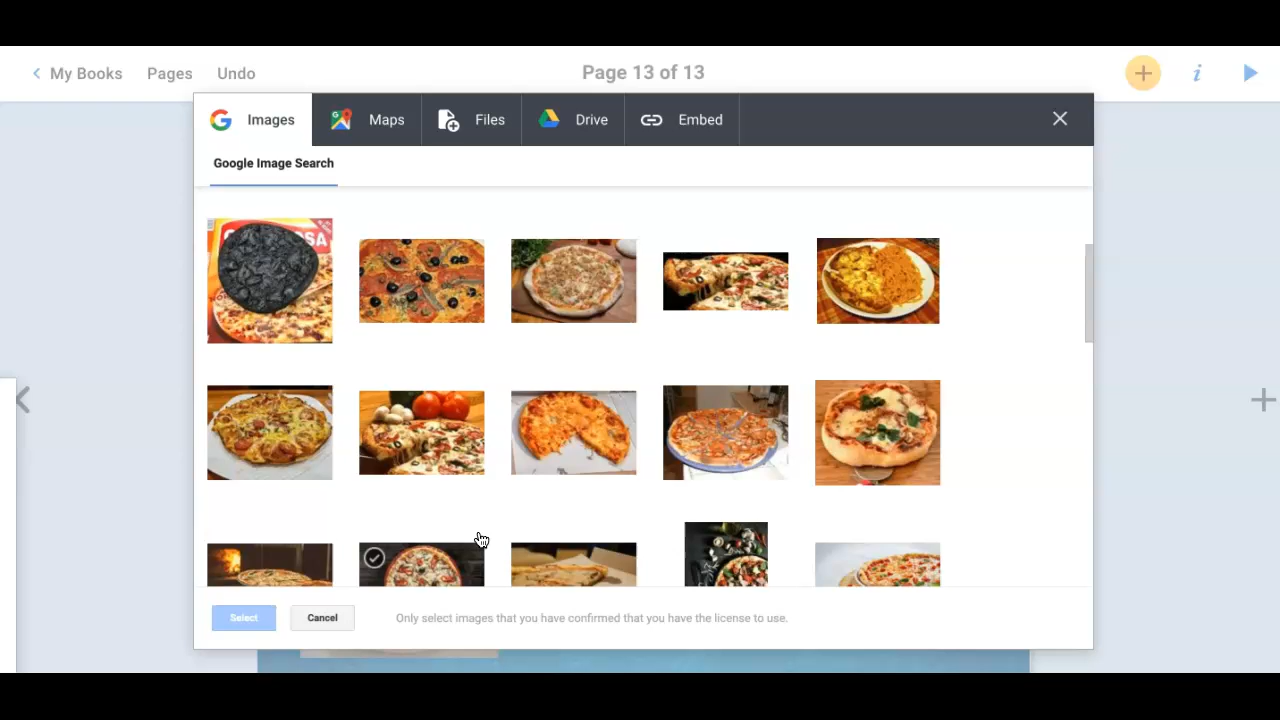 My Books Pages Undo Page 13 of 13
Images Maps Files Drive Embed
Google Image Search
Select Cancel Only select images that you have confirmed that you have the license to use.